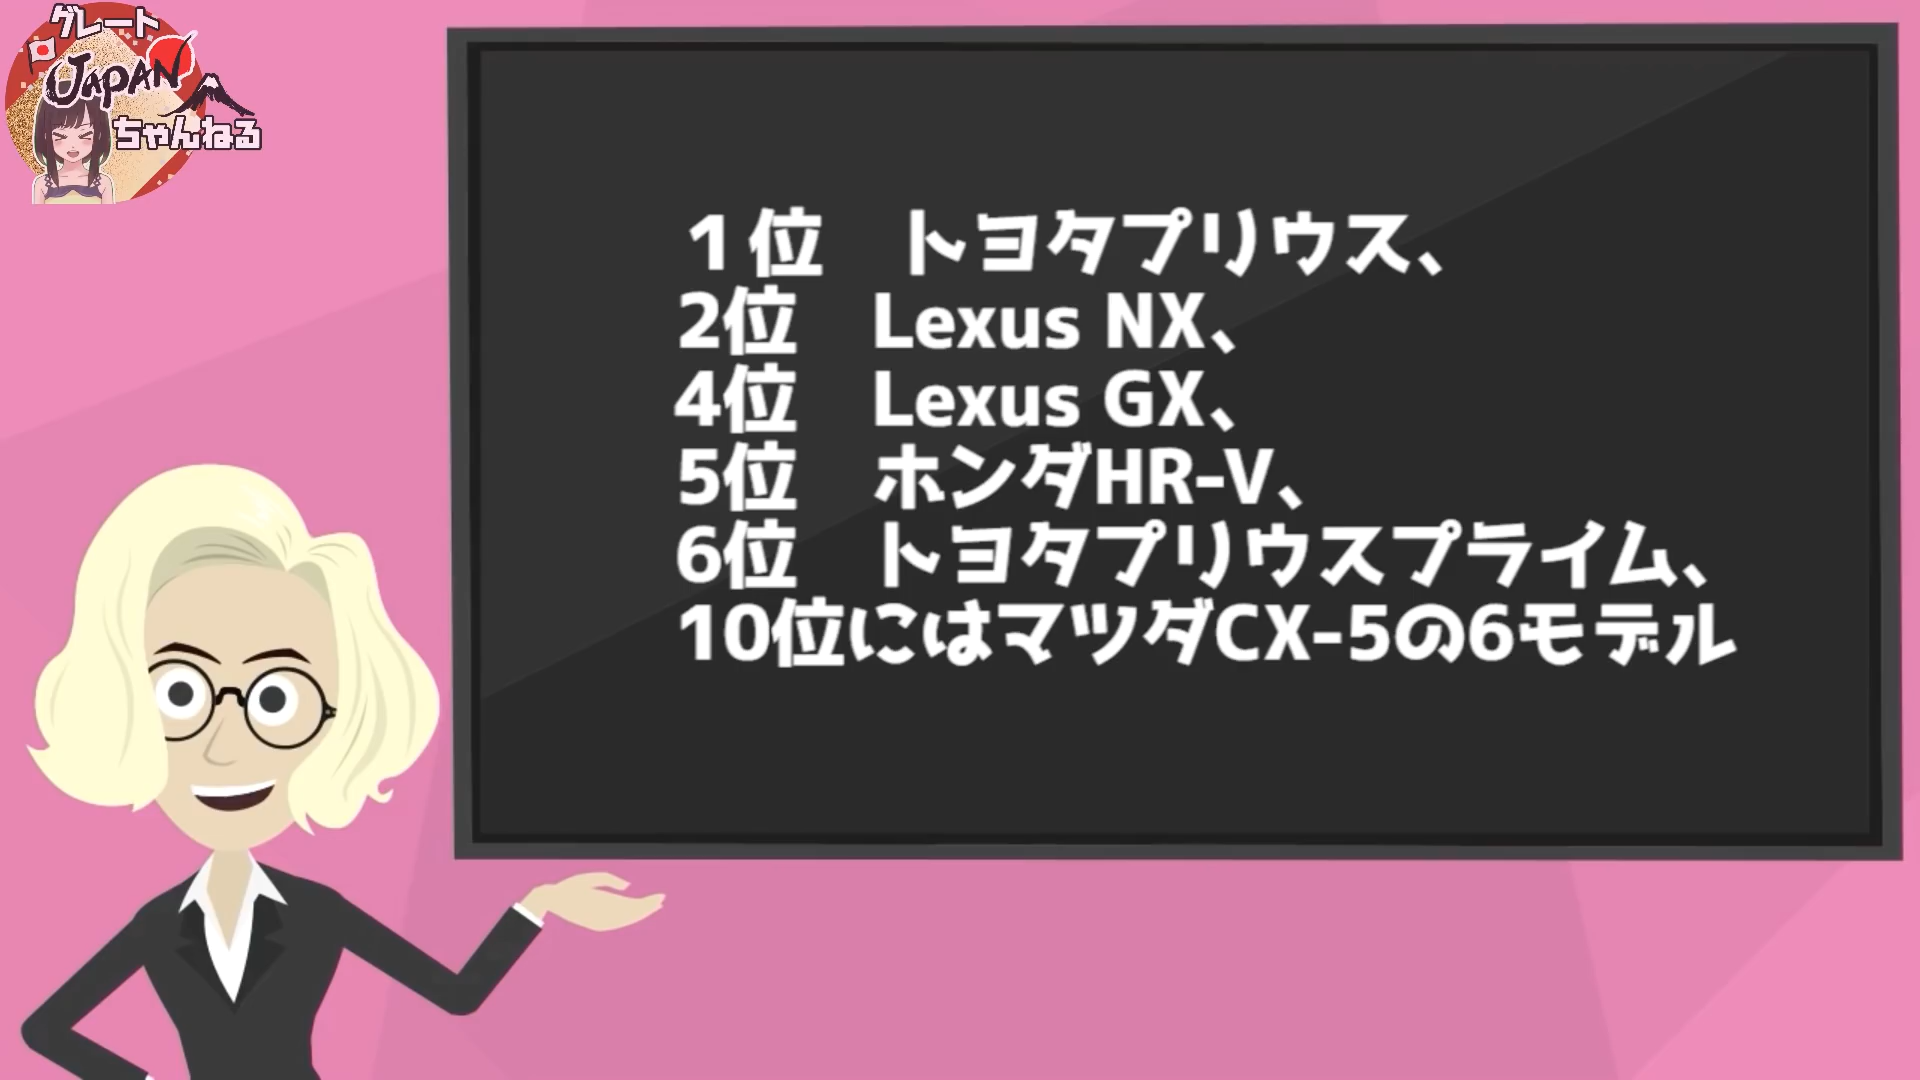 グレート
JAPAN
ちゃんねる
１位　トヨタプリウス、
2位　Lexus NX、
4位　Lexus GX、
5位　ホンダHR-V、
6位　トヨタプリウスプライム、
10位にはマツダCX-5の6モデル